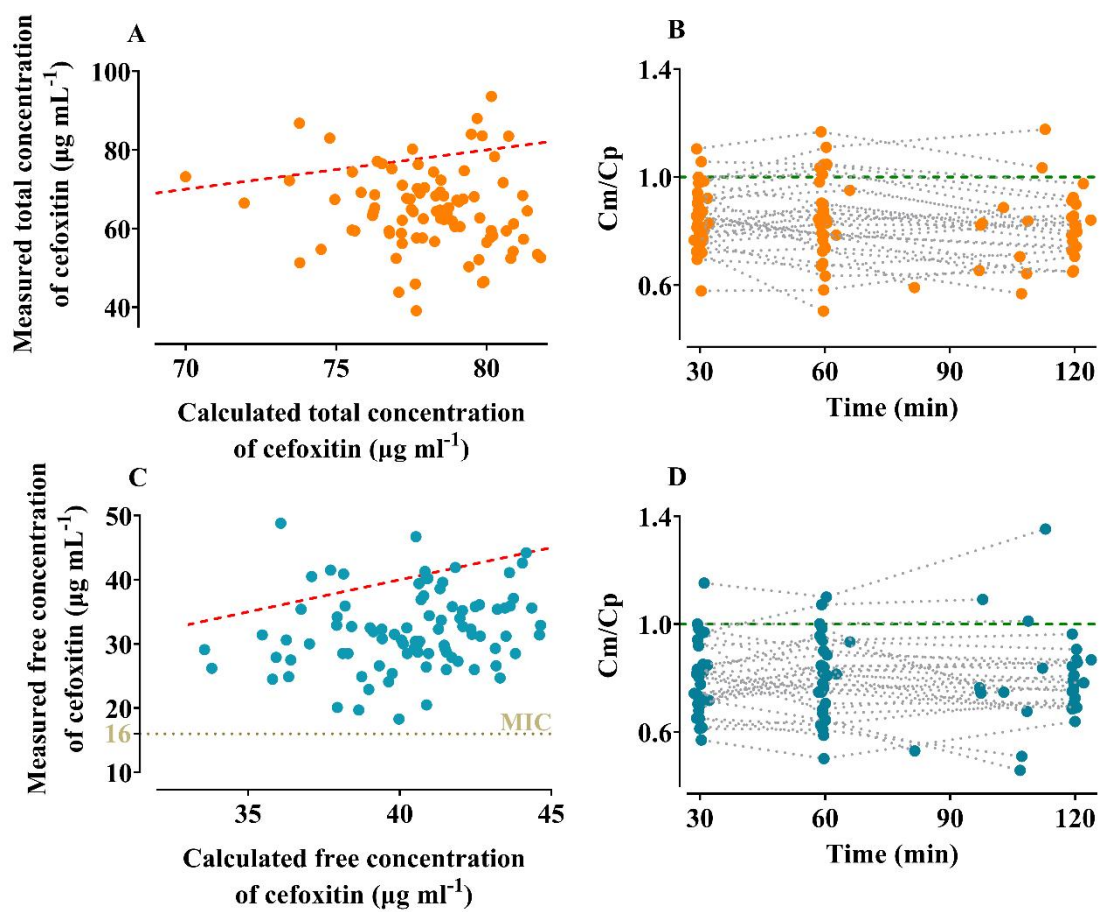 A
Measured total concentration
of cefoxitin (µg mL-1)
100
80
60
40
70
75
80
Calculated total concentration
of cefoxitin (µg ml-1)
B
Cm/Cp
1.4
1.0
0.6
30
60
90
120
Time (min)
C
Measured free concentration
of cefoxitin (µg mL-1)
50
40
30
20
16
10
MIC
35
40
45
Calculated free concentration
of cefoxitin (µg ml-1)
D
Cm/Cp
1.4
1.0
0.6
30
60
90
120
Time (min)